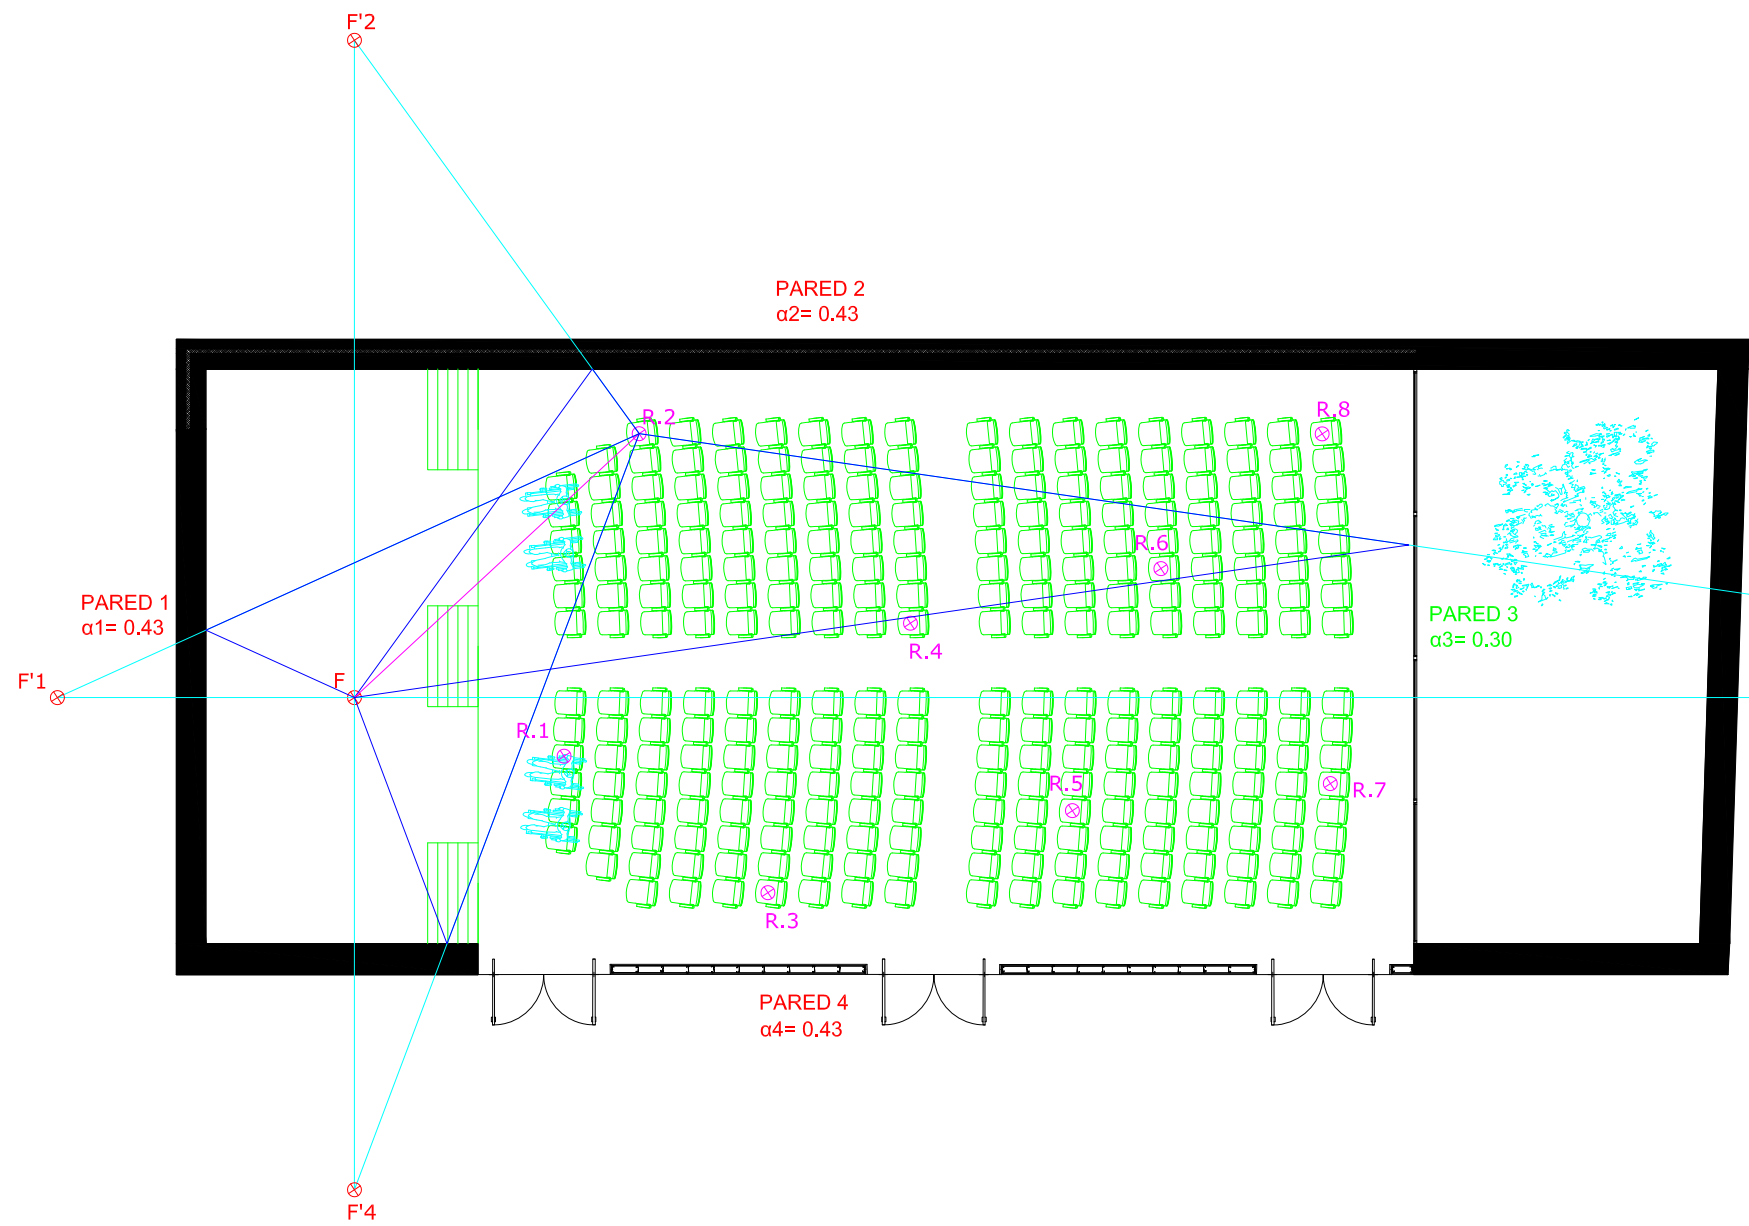 F'2
PARED 2
α2= 0.43
R.2
R.8
R.6
PARED 1
α1= 0.43
PARED 3
α3= 0.30
R.4
F'1
F
R.1
R.5
R.7
R.3
PARED 4
α4= 0.43
F'4